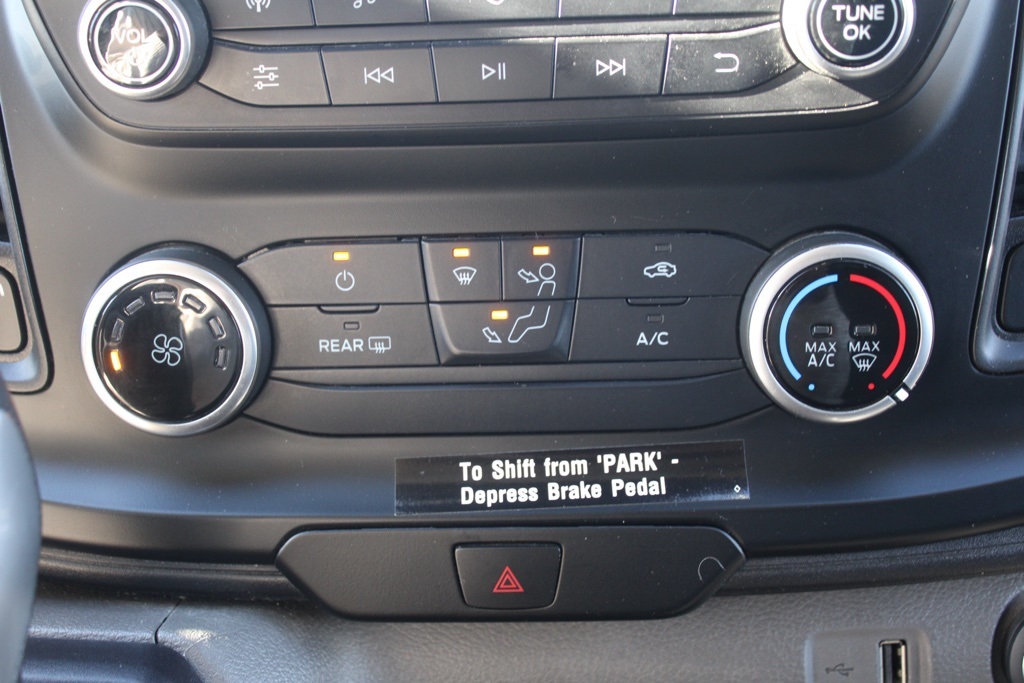 VOL
TUNE
OK
REAR
A/C
MAX
A/C
MAX
To Shift from 'PARK' -
Depress Brake Pedal